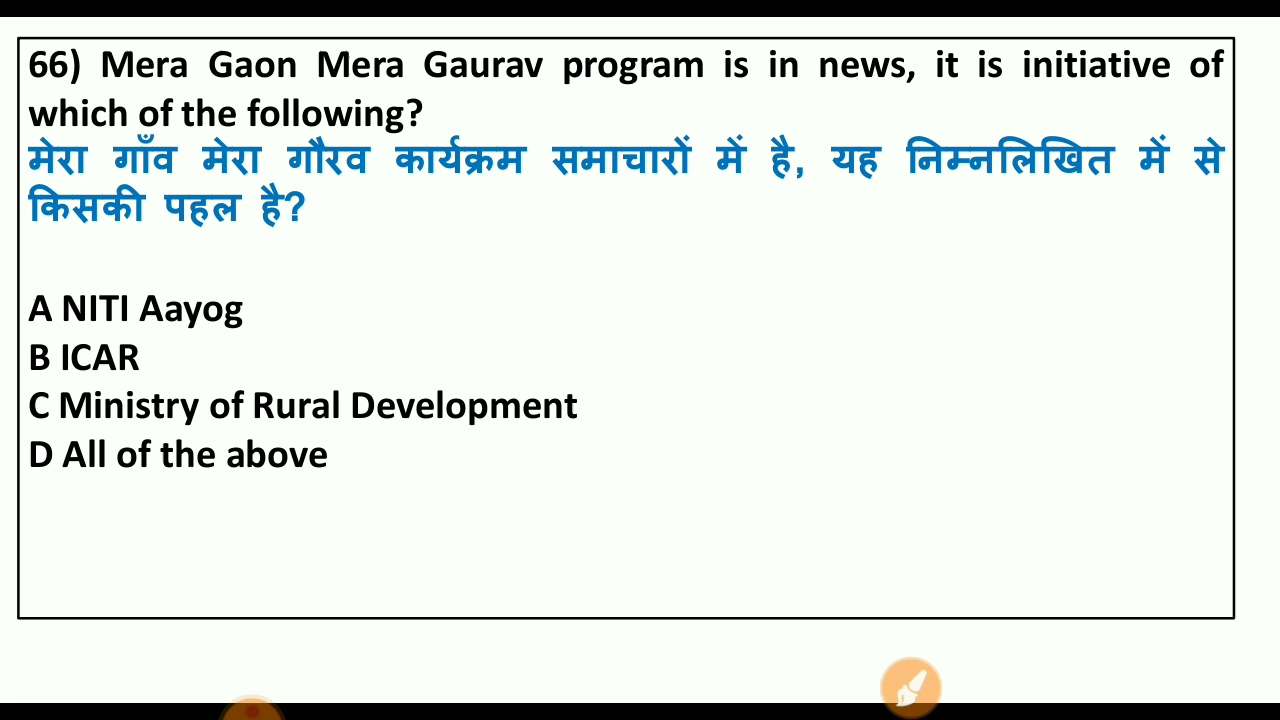 66) Mera Gaon Mera Gaurav program is in news, it is initiative of
which of the following?
मेरा गाँव मेरा गौरव कार्यक्रम समाचारों में है, यह निम्नलिखित में से
किसकी पहल है?
A NITI Aayog
B ICAR
C Ministry of Rural Development
D All of the above